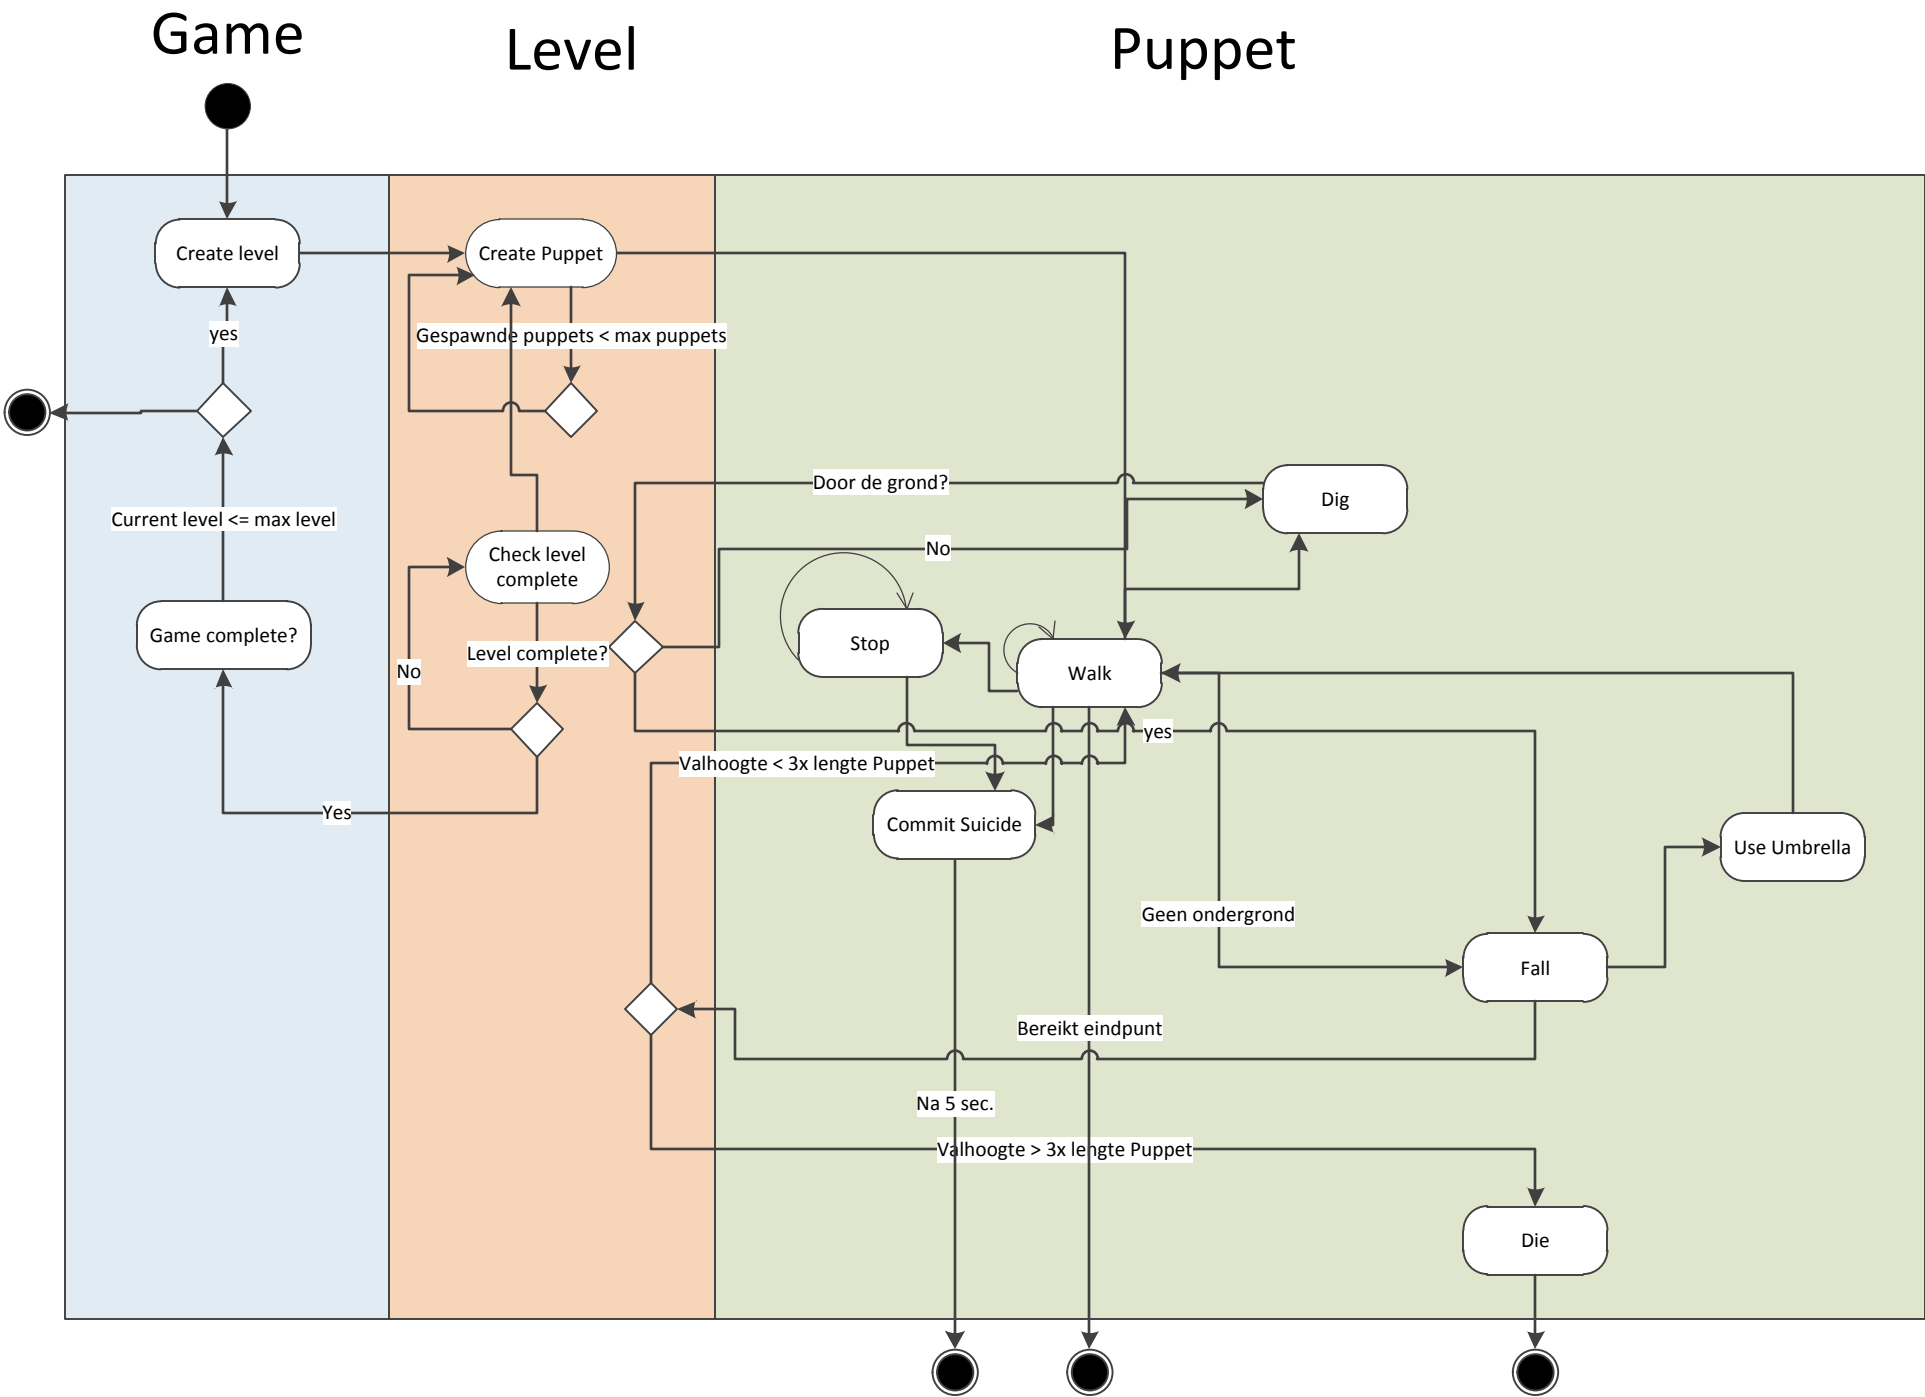 Game
Level
Puppet
Create level
Create Puppet
yes
Gespawnde puppets < max puppets
Door de grond?
Dig
Current level <= max level
No
Check level
complete
Game complete?
Stop
Level complete?
No
Walk
yes
Valhoogte < 3x lengte Puppet
Yes
Commit Suicide
Use Umbrella
Geen ondergrond
Fall
Bereikt eindpunt
Na 5 sec.
Valhoogte > 3x lengte Puppet
Die